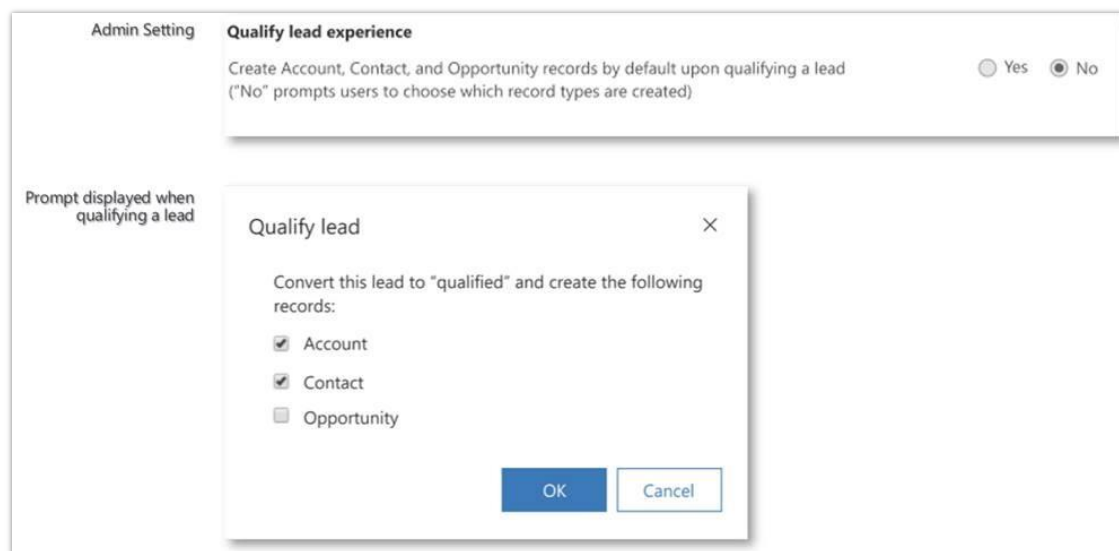 Admin Setting
Qualify lead experience
Create Account, Contact, and Opportunity records by default upon qualifying a lead
("No" prompts users to choose which record types are created)
Yes No
Prompt displayed when
qualifying a lead
Qualify lead
Convert this lead to "qualified" and create the following
records:
Account
Contact
Opportunity
OK Cancel